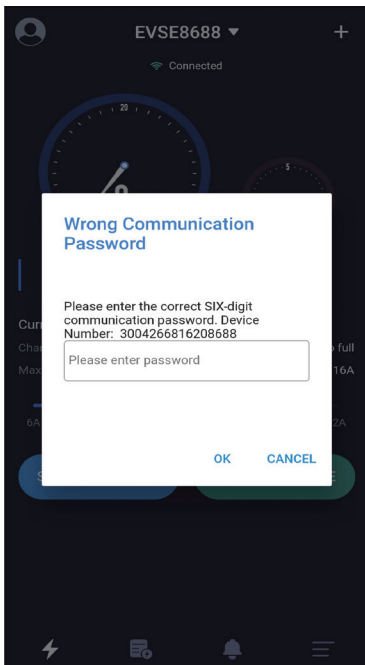 EVSE8688 ▼ +
Connected
20
5
Wrong Communication
Password
Please enter the correct SIX-digit
communication password. Device
Number: 3004266816208688
Please enter password
OK CANCEL
Curr
Char
Max
full
16A
6A
2A
S
E